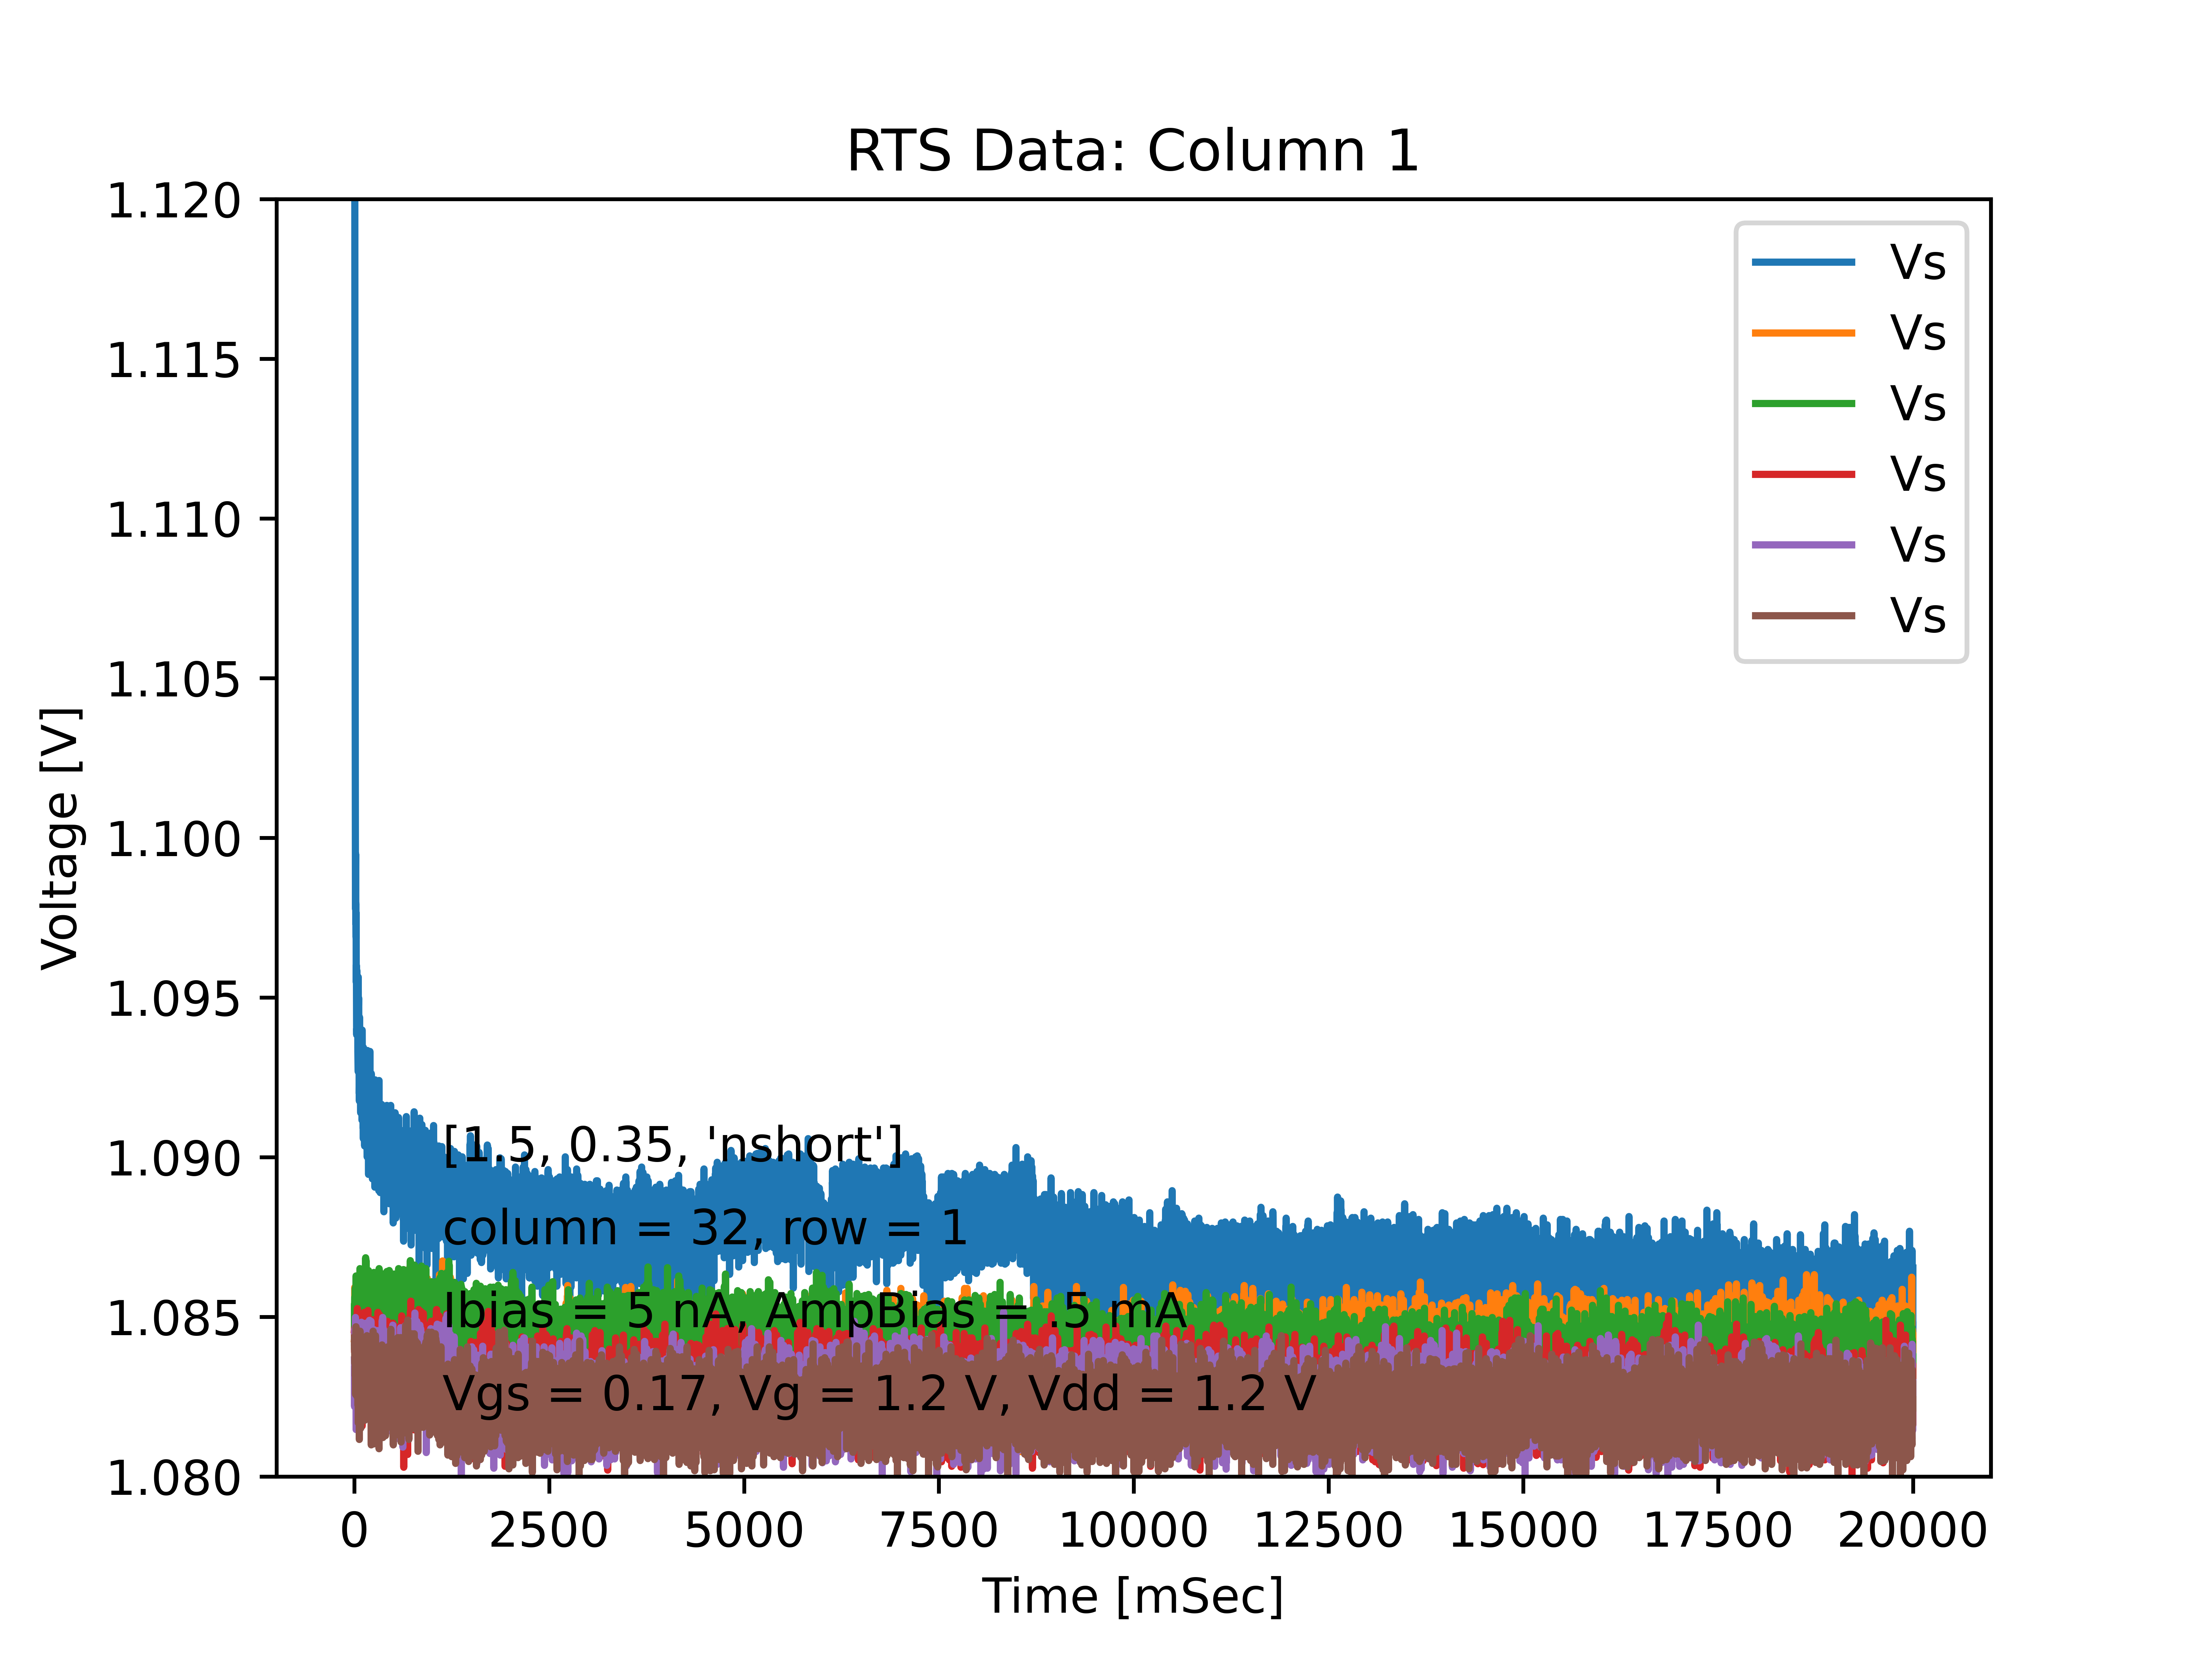 RTS Data: Column 1
1.120
1.115
1.110
1.105
1.100
1.095
1.090
1.085
1.080
Voltage [V]
Vs
Vs
Vs
Vs
Vs
Vs
[1.5, 0.35, 'nshort']
column = 32, row = 1
Ibias = 5 nA, AmpBias = .5 mA
Vgs = 0.17, Vg = 1.2 V, Vdd = 1.2 V
0 2500 5000 7500 10000 12500 15000 17500 20000
Time [mSec]